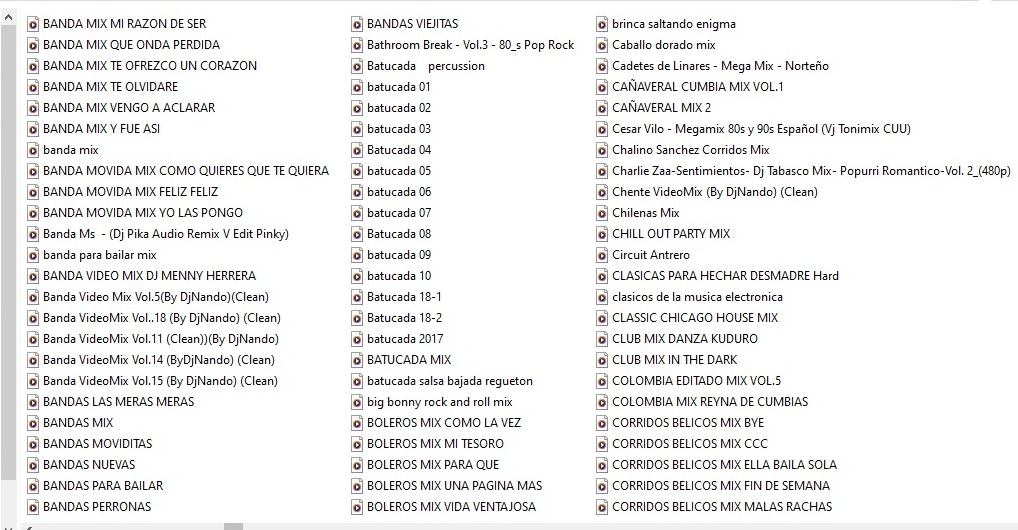 BANDA MIX MI RAZON DE SER
BANDA MIX QUE ONDA PERDIDA
BANDA MIX TE OFREZCO UN CORAZON
BANDA MIX TE OLVIDARE
BANDA MIX VENGO A ACLARAR
BANDA MIX Y FUE ASI
banda mix
BANDA MOVIDA MIX COMO QUIERES QUE TE QUIERA
BANDA MOVIDA MIX FELIZ FELIZ
BANDA MOVIDA MIX YO LAS PONGO
Banda Ms  - (Dj Pika Audio Remix V Edit Pinky)
banda para bailar mix
BANDA VIDEO MIX DJ MENNY HERRERA
Banda Video Mix Vol.5(By DjNando)(Clean)
Banda VideoMix Vol..18 (By DjNando) (Clean)
Banda VideoMix Vol.11 (Clean))(By DjNando)
Banda VideoMix Vol.14 (ByDjNando) (Clean)
Banda VideoMix Vol.15 (By DjNando) (Clean)
BANDAS LAS MERAS MERAS
BANDAS MIX
BANDAS MOVIDITAS
BANDAS NUEVAS
BANDAS PARA BAILAR
BANDAS PERRONAS
BANDAS VIEJITAS
Bathroom Break - Vol.3 - 80_s Pop Rock
Batucada    percussion
batucada 01
batucada 02
batucada 03
Batucada 04
batucada 05
batucada 06
batucada 07
Batucada 08
batucada 09
batucada 10
Batucada 18-1
Batucada 18-2
batucada 2017
BATUCADA MIX
batucada salsa bajada regueton
big bonny rock and roll mix
BOLEROS MIX COMO LA VEZ
BOLEROS MIX MI TESORO
BOLEROS MIX PARA QUE
BOLEROS MIX UNA PAGINA MAS
BOLEROS MIX VIDA VENTAJOSA
brinca saltando enigma
Caballo dorado mix
Cadetes de Linares - Mega Mix - Norteño
CAÑAVERAL CUMBIA MIX VOL.1
CAÑAVERAL MIX 2
Cesar Vilo - Megamix 80s y 90s Español (Vj Tonimix CUU)
Chalino Sanchez Corridos Mix
Charlie Zaa-Sentimientos- Dj Tabasco Mix- Popurri Romantico-Vol. 2_(480p)
Chente VideoMix (By DjNando) (Clean)
Chilenas Mix
CHILL OUT PARTY MIX
Circuit Antrero
CLASICAS PARA HECHAR DESMADRE Hard
clasicos de la musica electronica
CLASSIC CHICAGO HOUSE MIX
CLUB MIX DANZA KUDURO
CLUB MIX IN THE DARK
COLOMBIA EDITADO MIX VOL.5
COLOMBIA MIX REYNA DE CUMBIAS
CORRIDOS BELICOS MIX BYE
CORRIDOS BELICOS MIX CCC
CORRIDOS BELICOS MIX ELLA BAILA SOLA
CORRIDOS BELICOS MIX FIN DE SEMANA
CORRIDOS BELICOS MIX MALAS RACHAS